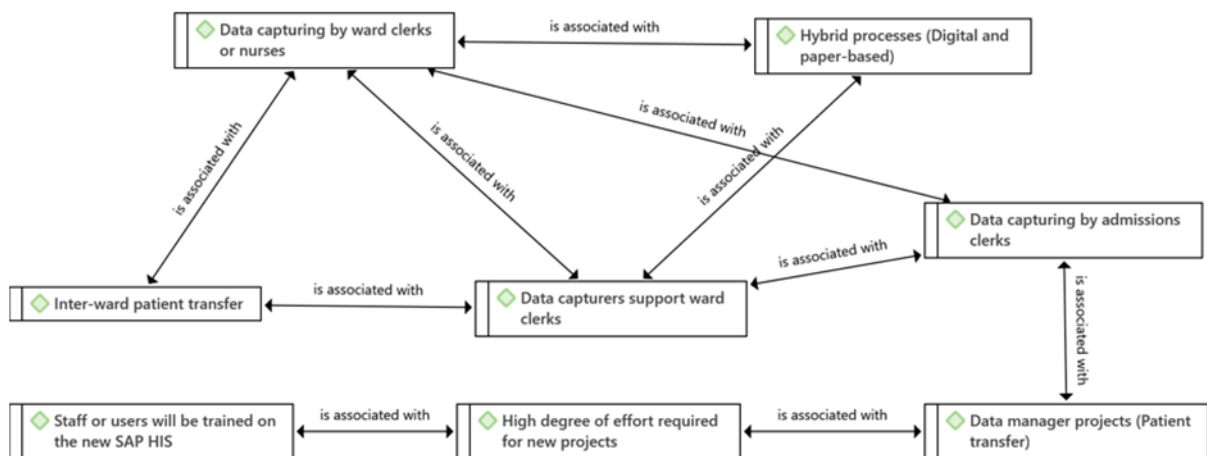 Data capturing by ward clerks
or nurses
is associated with
Hybrid processes (Digital and
paper-based)
is associated with
is associated with
is associated with
is associated with
Data capturing by admissions
clerks
is associated with
Inter-ward patient transfer
is associated with
Data capturers support ward
clerks
is associated with
Staff or users will be trained on
the new SAP HIS
is associated with
High degree of effort required
for new projects
is associated with
Data manager projects (Patient
transfer)